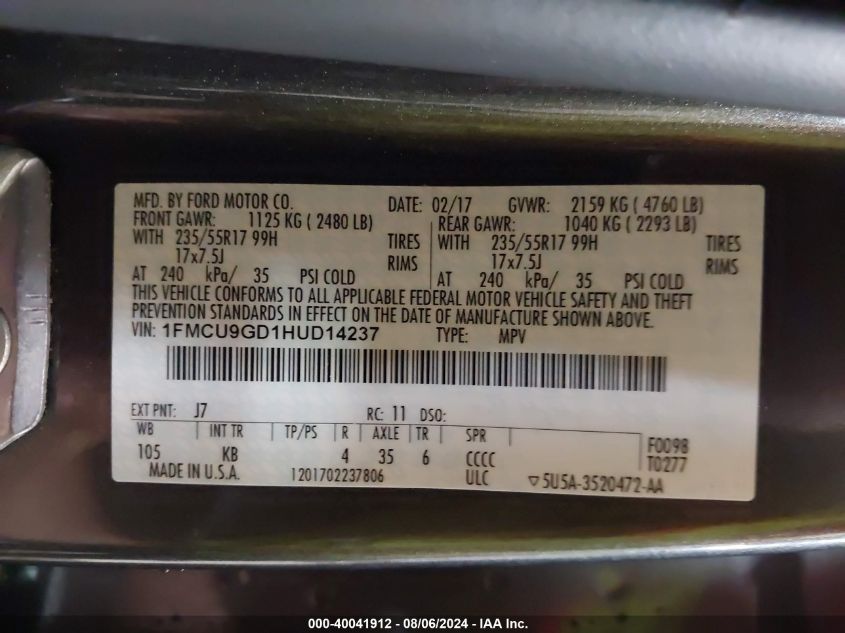 MFD. BY FORD MOTOR CO. DATE: 02/17 GVWR: 2159 KG ( 4760 LB)
FRONT GAWR: 1125 KG ( 2480 LB) REAR GAWR: 1040 KG ( 2293 LB)
WITH 235/55R17 99H TIRES WITH 235/55R17 99H TIRES
17x7.5J RIMS 17x7.5J RIMS
AT 240 kPa/ 35 PSI COLD AT 240 kPa/ 35 PSI COLD
THIS VEHICLE CONFORMS TO ALL APPLICABLE FEDERAL MOTOR VEHICLE SAFETY AND THEFT
PREVENTION STANDARDS IN EFFECT ON THE DATE OF MANUFACTURE SHOWN ABOVE.
VIN: 1FMCU9GD1HUD14237 TYPE: MPV
EXT PNT: J7 RC: 11 DSO:
WB INT TR TP/PS R AXLE TR SPR F0098
105 KB 4 35 6 CCCC T0277
MADE IN U.S.A. 1201702237806 ULC ▽5U5A-3520472-AA
000-40041912 - 08/06/2024 - IAA Inc.